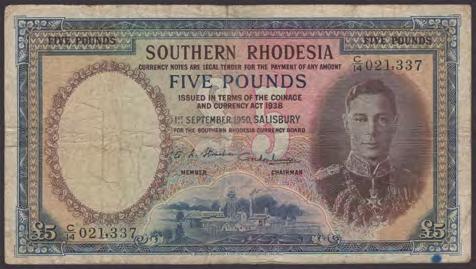 FIVE POUNDS FIVE POUNDS
SOUTHERN RHODESIA
CURRENCY NOTES ARE LEGAL TENDER FOR THE PAYMENT OF ANY AMOUNT
C/14 021,337
FIVE POUNDS
ISSUED IN TERMS OF THE COINAGE
AND CURRENCY ACT 1938
1ST SEPTEMBER 1950, SALISBURY
FOR THE SOUTHERN RHODESIA CURRENCY BOARD
MEMBER CHAIRMAN
£5 C/14 021,337 £5